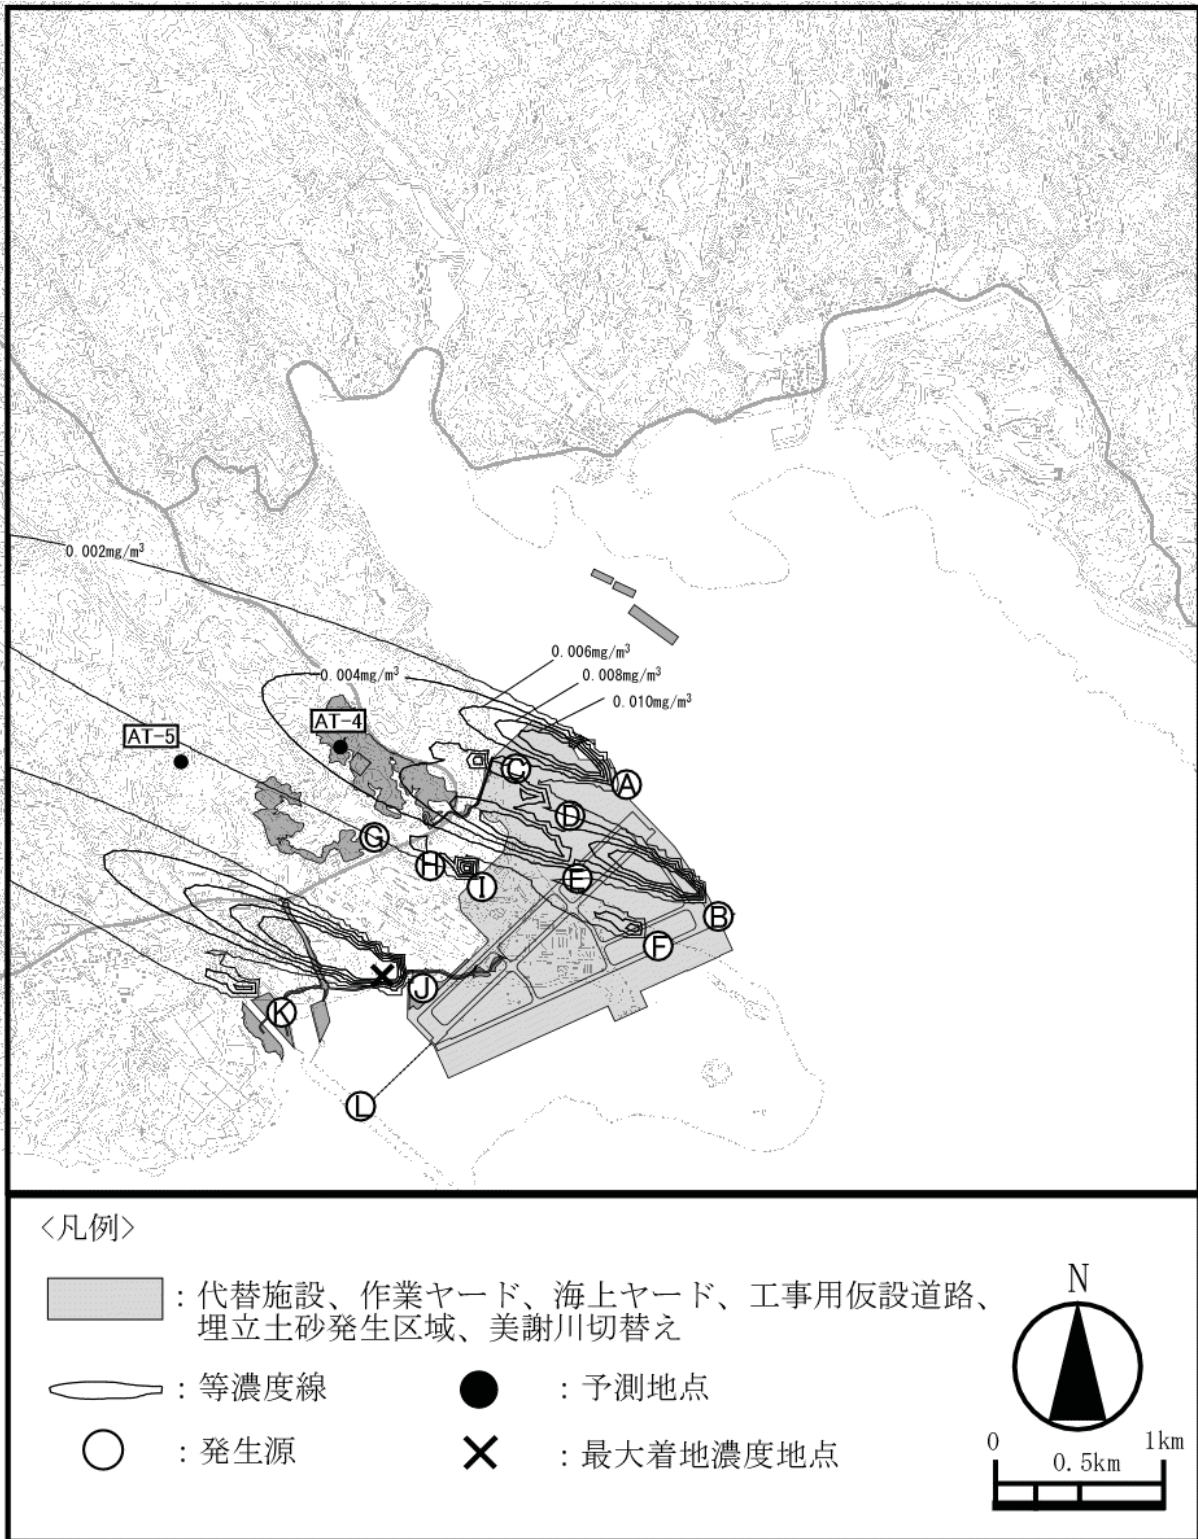 0.002mg/m³
0.006mg/m³
0.004mg/m³
0.008mg/m³
0.010mg/m³
AT-4
AT-5
C
A
D
G
H
E
I
B
F
J
K
L
<凡例>
：代替施設、作業ヤード、海上ヤード、工事用仮設道路、
埋立土砂発生区域、美謝川切替え
：等濃度線
：予測地点
：発生源
：最大着地濃度地点
N
0
1km
0.5km